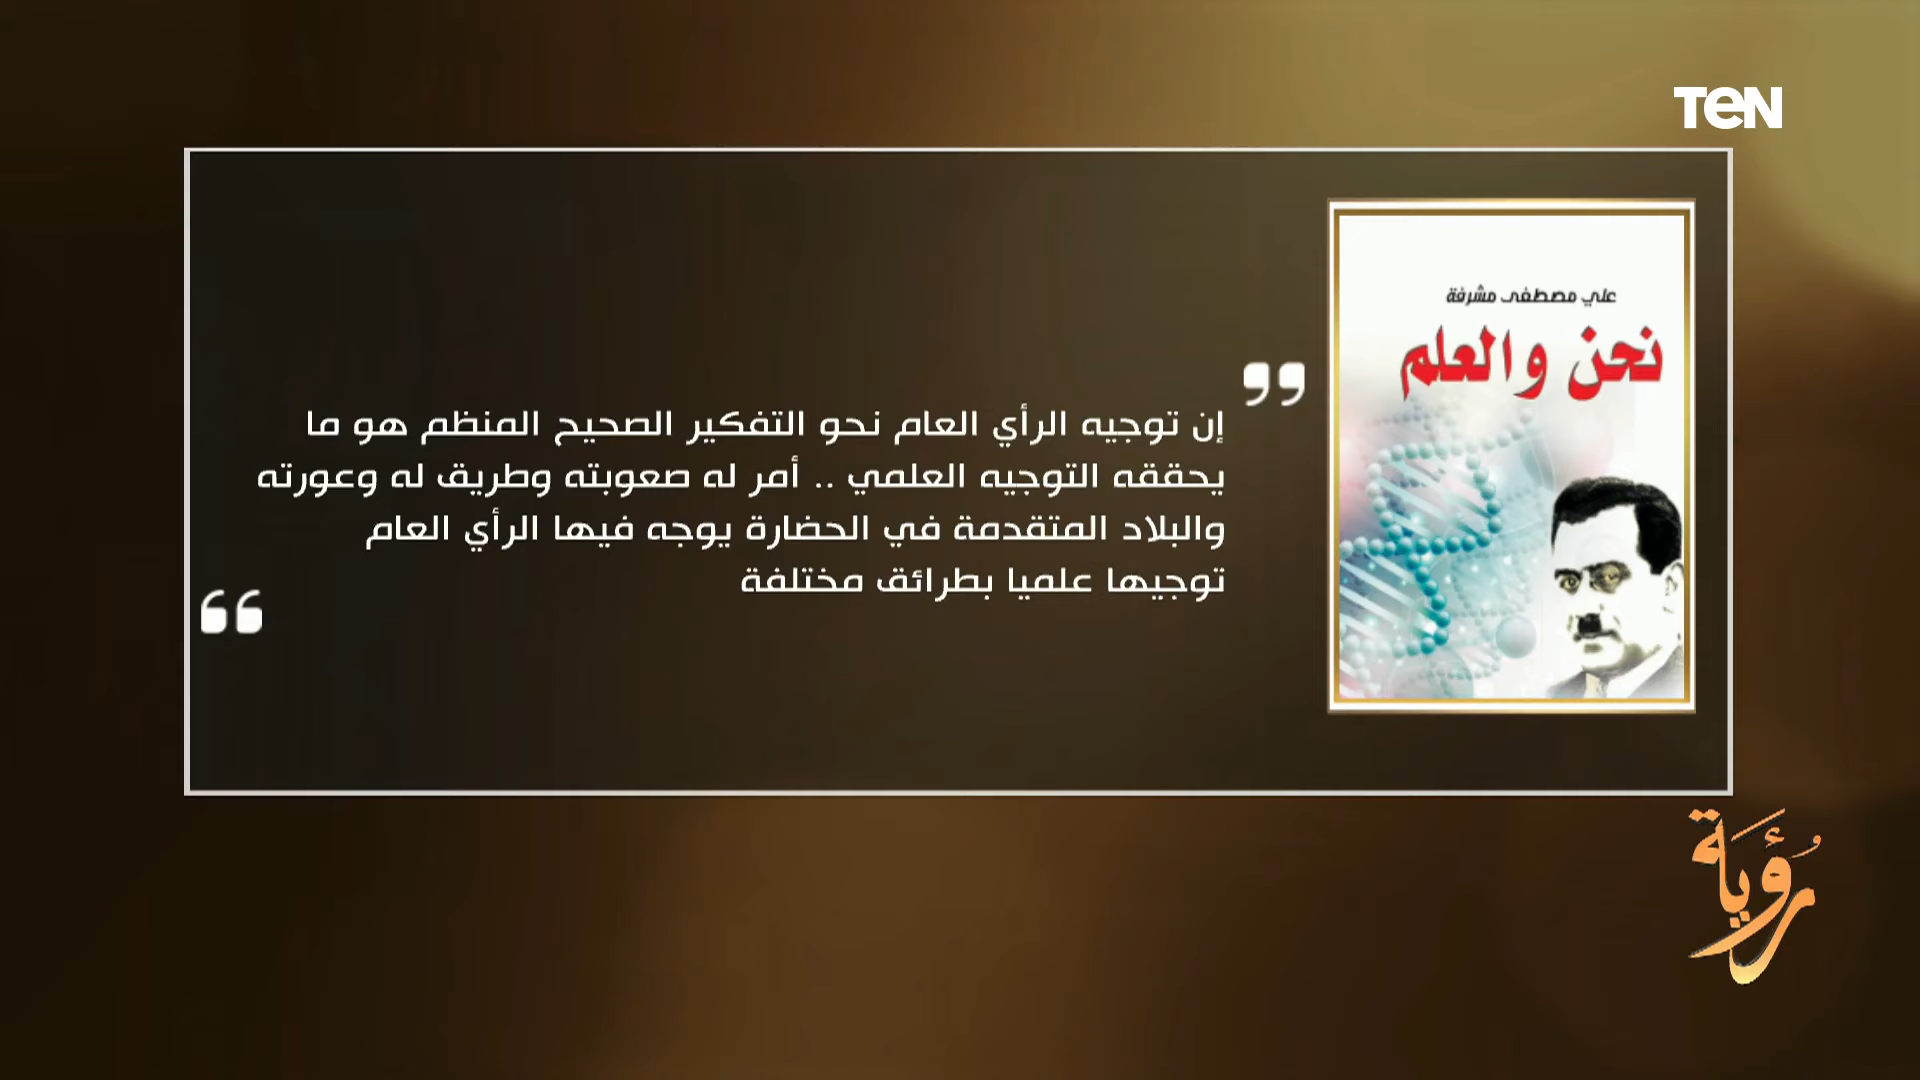 TEN
علي مصطفى مشرفة
نحن والعلم
إن توجيه الرأي العام نحو التفكير الصحيح المنظم هو ما
يحققه التوجيه العلمي .. أمر له صعوبته وطريق له وعورته
والبلاد المتقدمة في الحضارة يوجه فيها الرأي العام
توجيها علميا بطرائق مختلفة
رُؤيَة